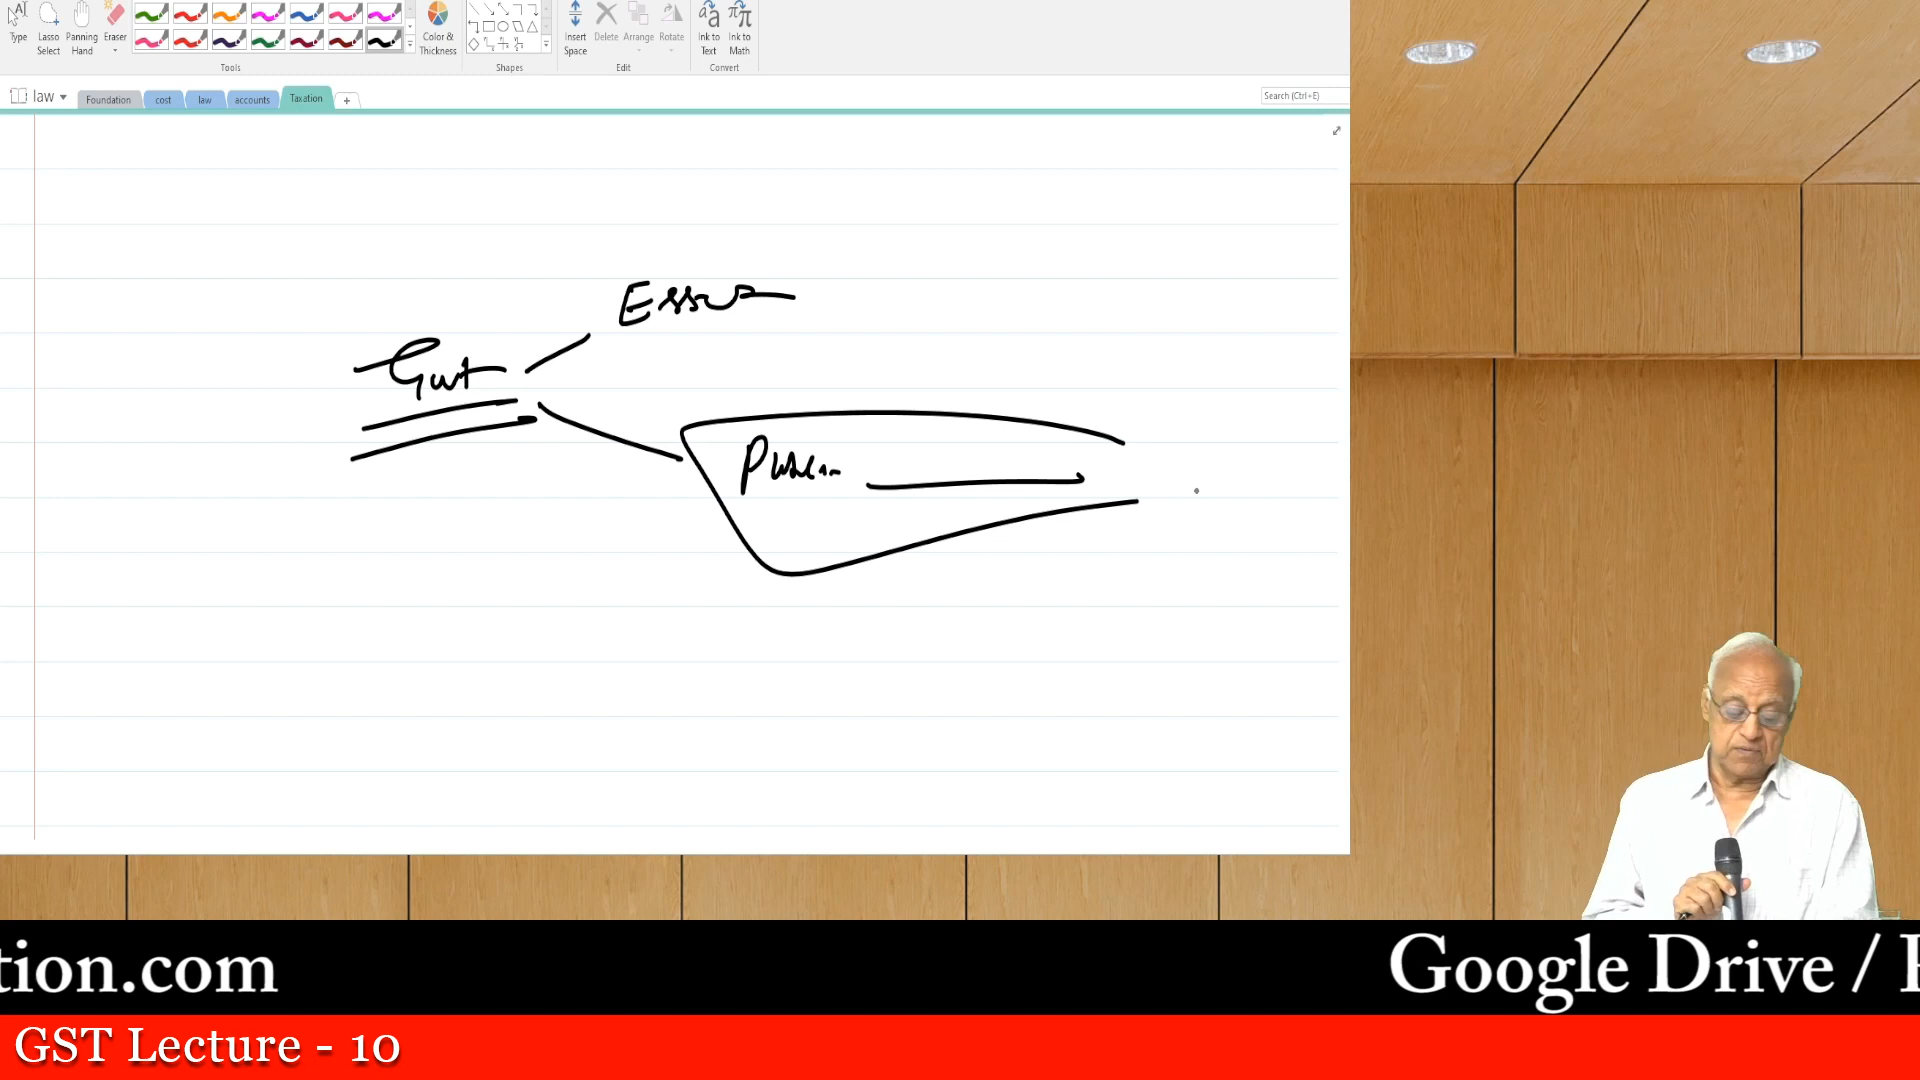 Type
Lasso Select
Panning Hand
Eraser
Color & Thickness
Insert Space
Delete
Arrange
Rotate
Ink to Text
Ink to Math
Tools
Shapes
Edit
Convert
law
Foundation
cost
law
accounts
Taxation
Search (Ctrl+E)
Govt
tion.com
Google Drive /
GST Lecture - 10